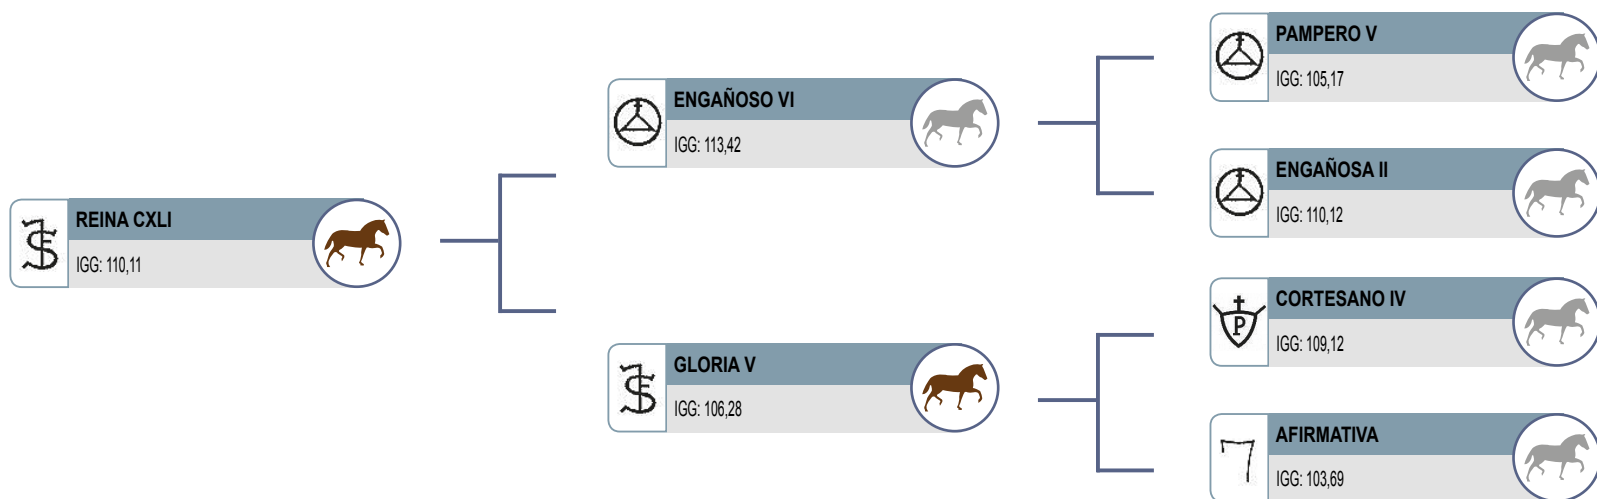 REINA CXLI
IGG: 110,11
ENGAÑOSO VI
IGG: 113,42
GLORIA V
IGG: 106,28
PAMPERO V
IGG: 105,17
ENGAÑOSA II
IGG: 110,12
CORTESANO IV
IGG: 109,12
P
AFIRMATIVA
IGG: 103,69
7